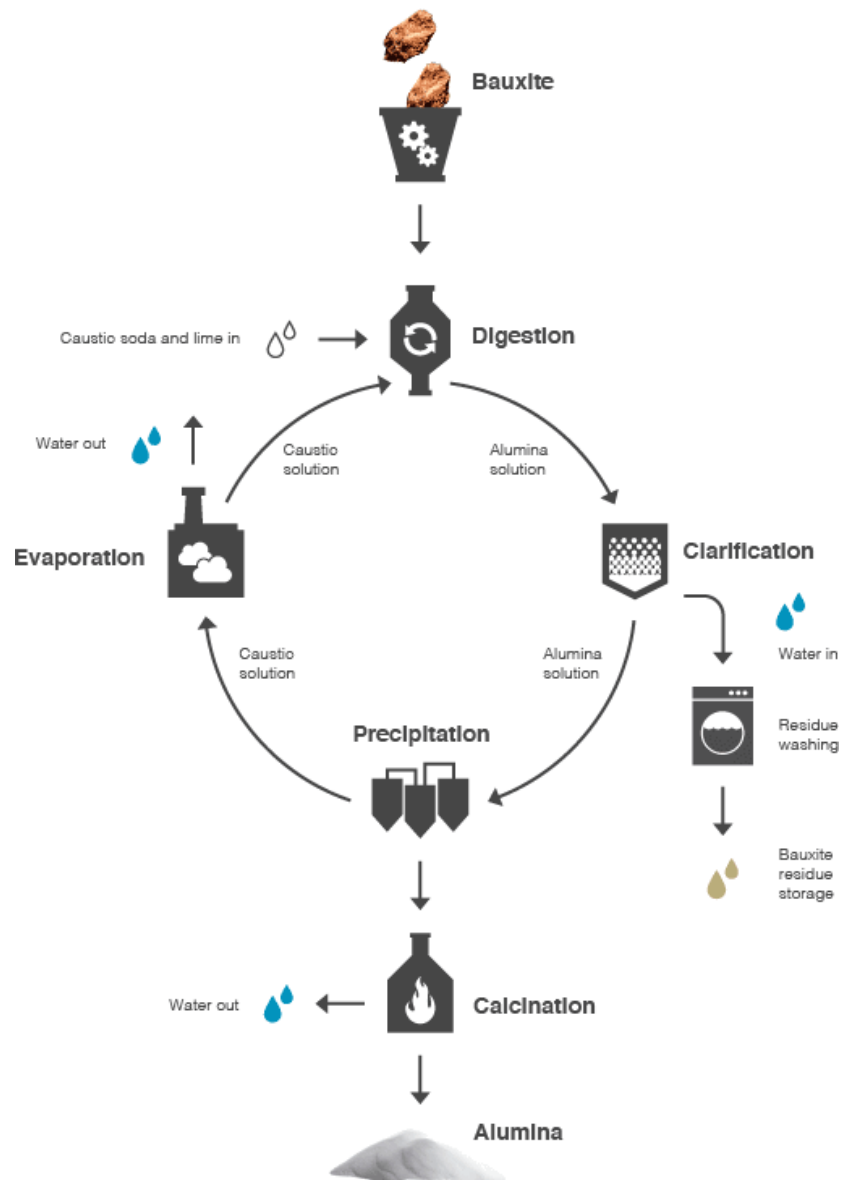 Bauxite
Digestion
Caustio soda and lime in
Water out
Caustic
solution
Alumina
solution
Evaporation
Clarification
Water in
Caustic
solution
Alumina
solution
Residue
washing
Precipitation
Bauxite
residue
storage
Water out
Calcination
Alumina